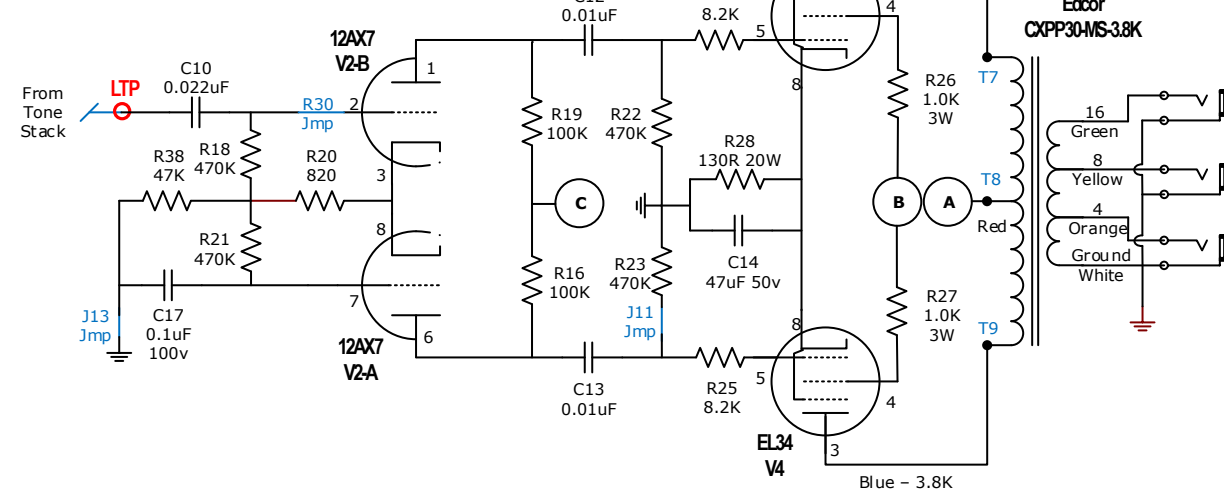 Edcor
CXPP30-MS-3.8K
4
0.01uF
8.2K
5
12AX7
V2-B
1
C10
0.022uF
From
Tone
Stack
LTP
R30
Jmp
2
8
T7
R26
1.0K
3W
16
Green
R19
100K
R22
470K
R28
130R 20W
R38
47K
R18
470K
R20
820
3
8
Yellow
T8
B
A
C
Red
4
Orange
R21
470K
8
Ground
White
R16
100K
R23
470K
C14
47uF 50v
R27
1.0K
3W
7
J13
Jmp
C17
0.1uF
100v
J11
Jmp
8
T9
6
12AX7
V2-A
C13
0.01uF
R25
8.2K
5
4
EL34
V4
3
Blue – 3.8K